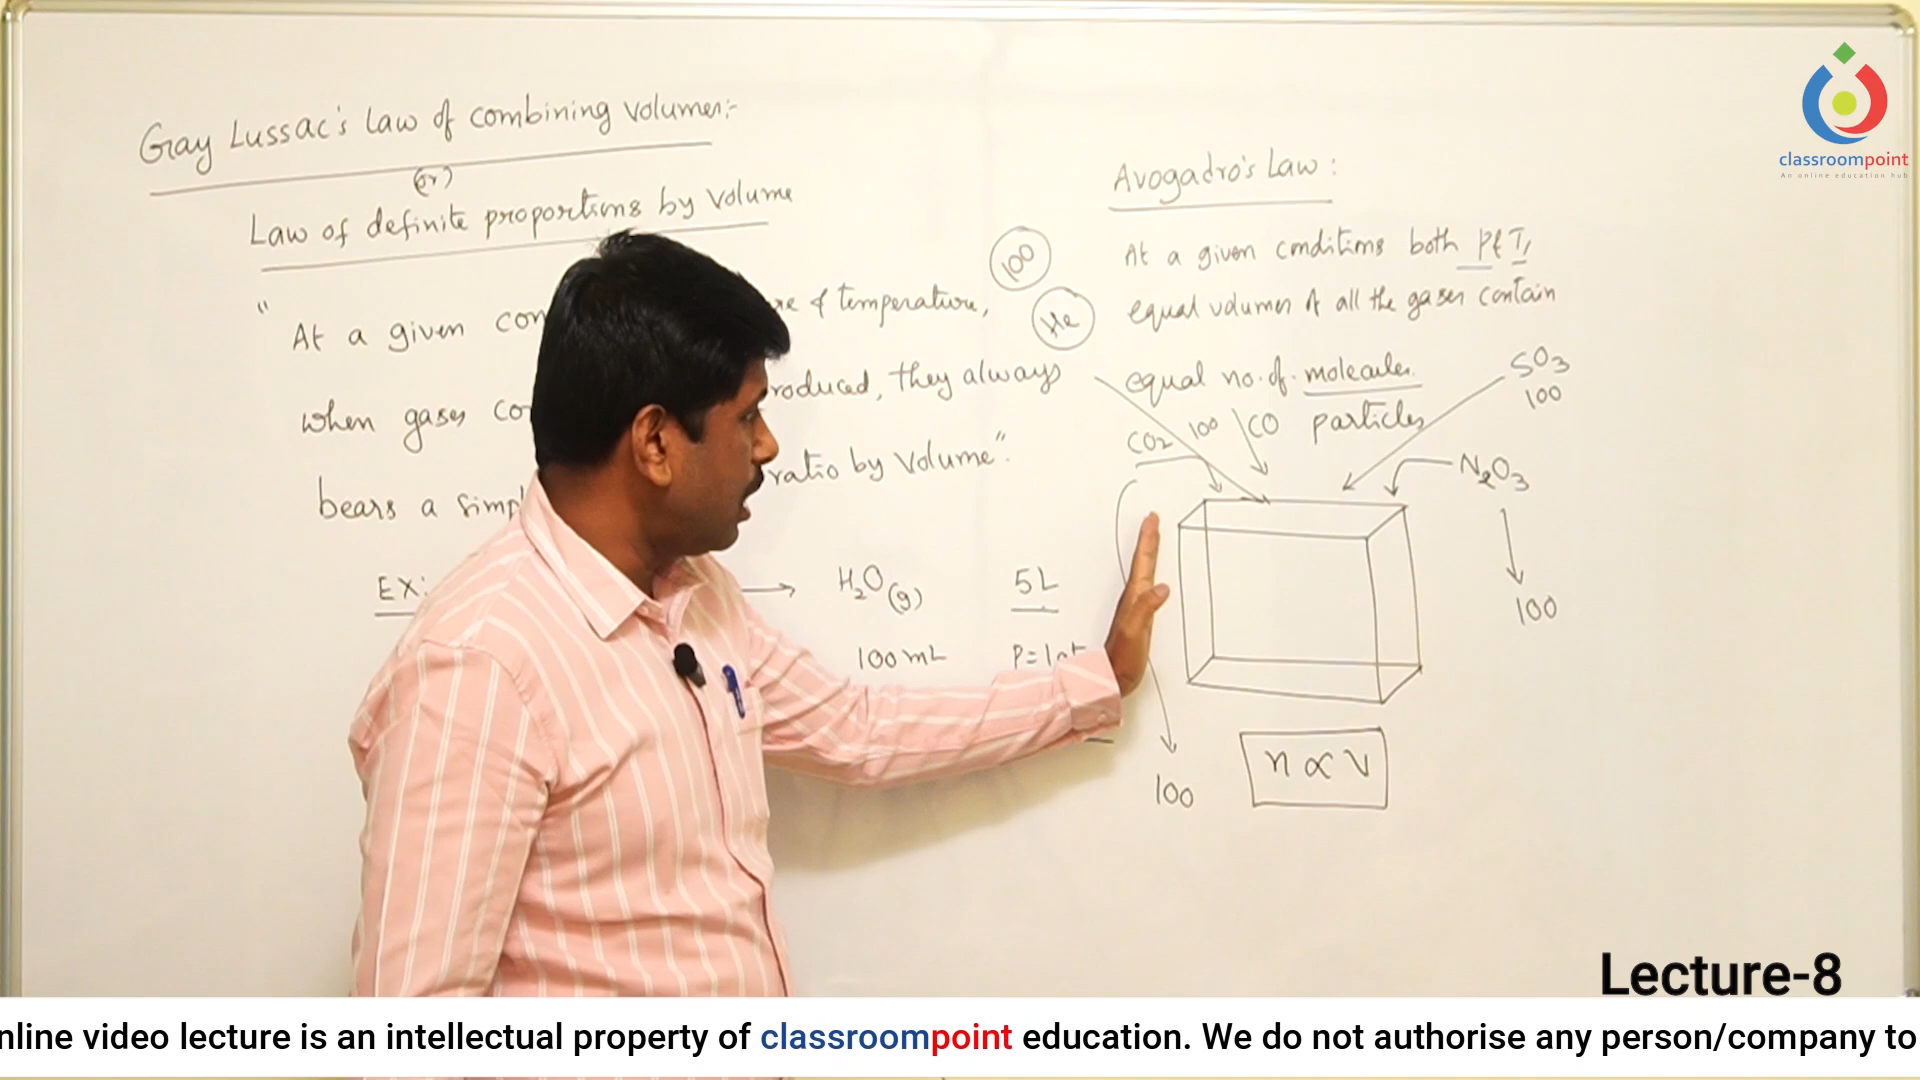 Gray Lussac's law of combining volumes:-
(or)
Law of definite proportions by volume
"
At a given con re & temperature,
when gases co roduced, they always
bears a simpl ratio by volume".
EX: → H2O(g)
100 mL
5L
P=1at
100
He
Avogadro's Law :
At a given conditions both P & T,
equal volumes of all the gases contain
equal no. of molecules
particles
CO2 100 CO
SO3
100
N2O3
100
100
n ∝ V
classroompoint
An online education hub
Lecture-8
nline video lecture is an intellectual property of classroompoint education. We do not authorise any person/company to